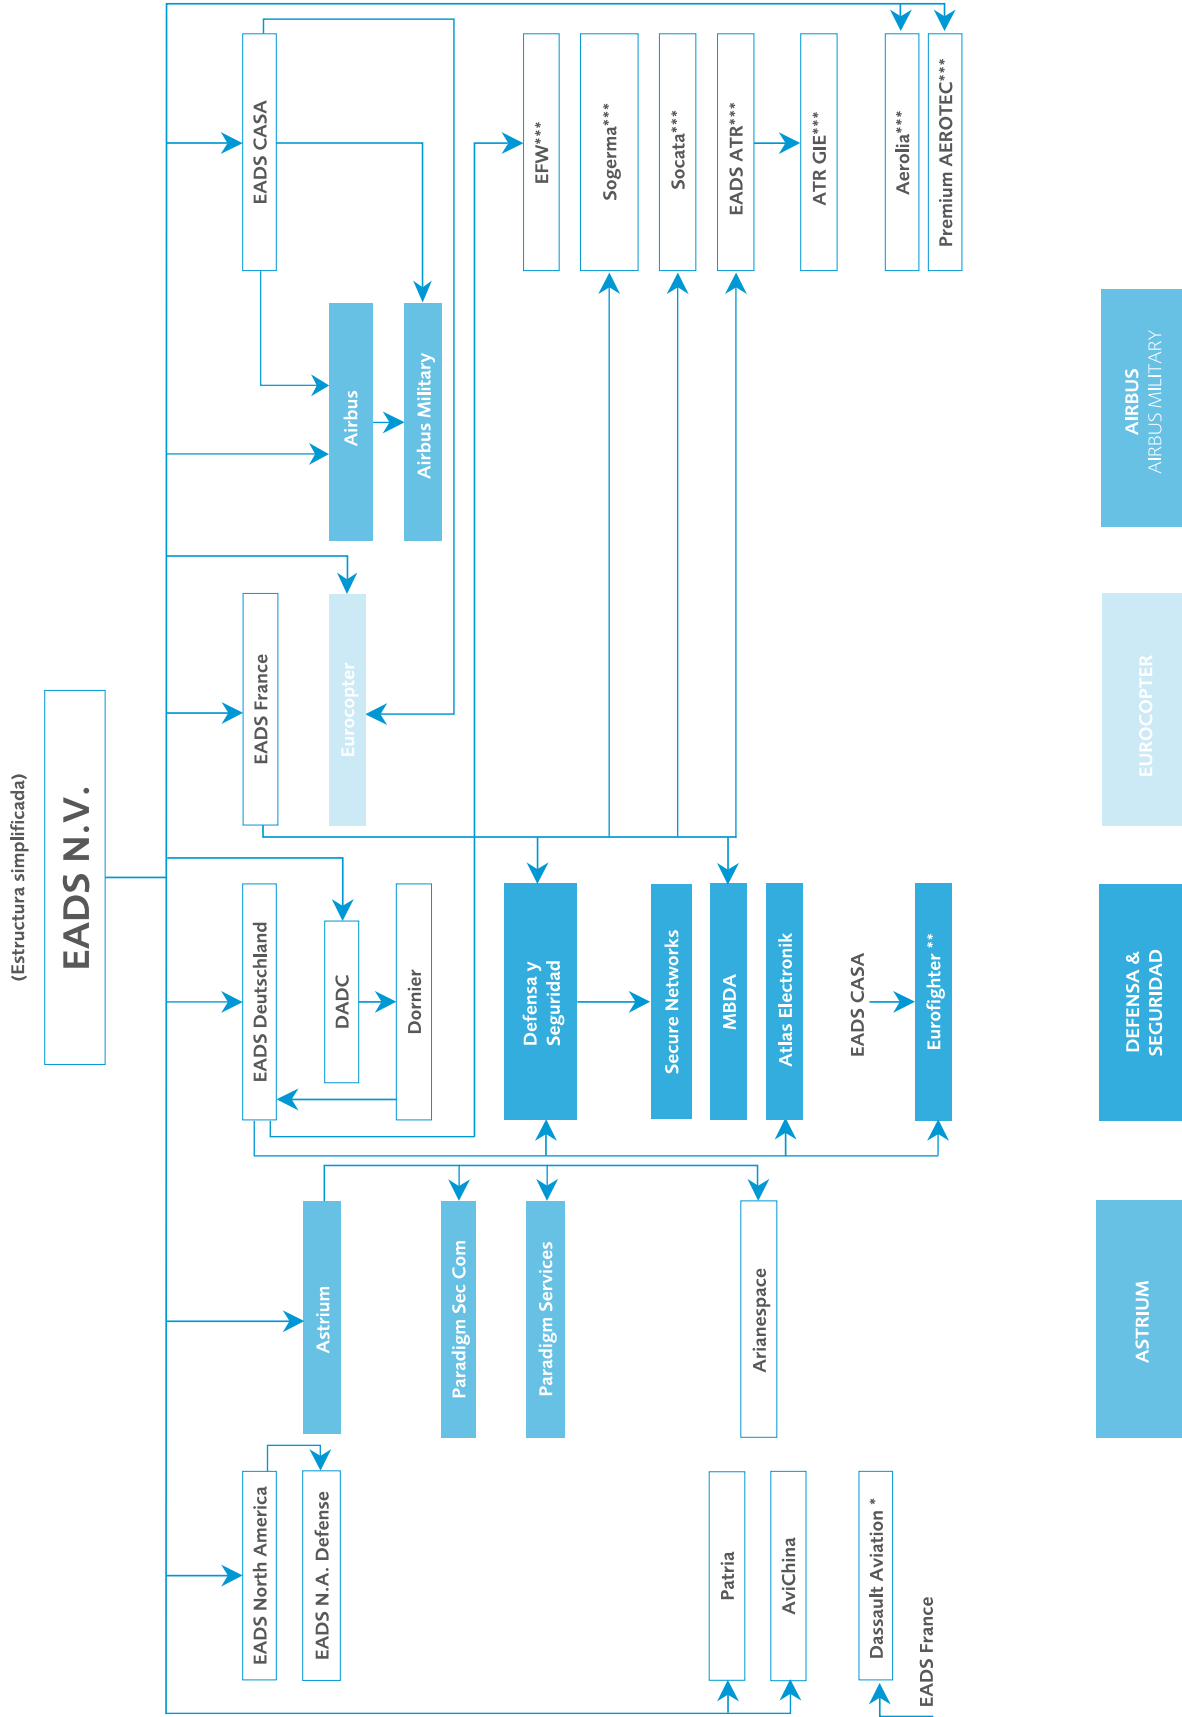 (Estructura simplificada)
EADS N.V.
EADS North America
EADS N.A. Defense
Patria
AviChina
Dassault Aviation *
EADS France
Astrium
Paradigm Sec Com
Paradigm Services
Arianespace
EADS Deutschland
DADC
Dornier
Defensa y
Seguridad
Secure Networks
MBDA
Atlas Electronik
EADS CASA
Eurofighter **
EADS France
Eurocopter
Airbus
Airbus Military
EADS CASA
EFW***
Sogerma***
Socata***
EADS ATR***
ATR GIE***
Aerolia***
Premium AEROTEC***
ASTRIUM
DEFENSA &
SEGURIDAD
EUROCOPTER
AIRBUS
AIRBUS MILITARY